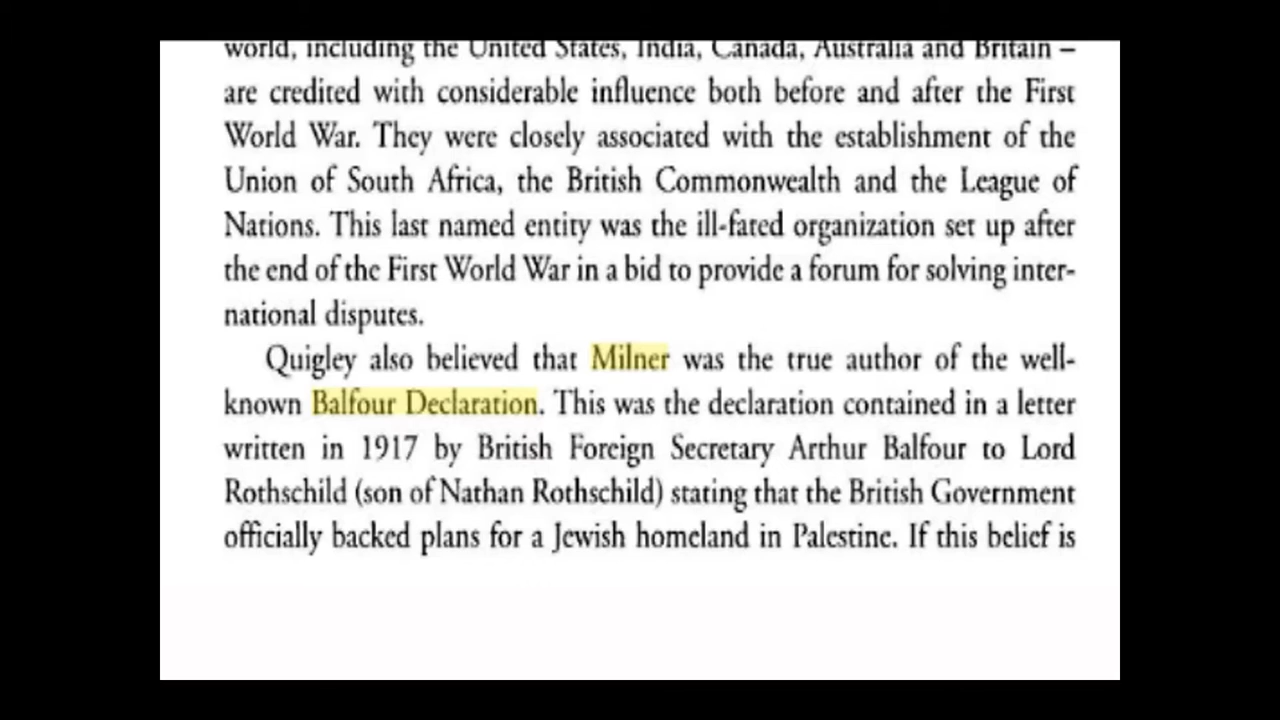 world, including the United States, India, Canada, Australia and Britain –
are credited with considerable influence both before and after the First
World War. They were closely associated with the establishment of the
Union of South Africa, the British Commonwealth and the League of
Nations. This last named entity was the ill-fated organization set up after
the end of the First World War in a bid to provide a forum for solving inter-
national disputes.
Quigley also believed that Milner was the true author of the well-
known Balfour Declaration. This was the declaration contained in a letter
written in 1917 by British Foreign Secretary Arthur Balfour to Lord
Rothschild (son of Nathan Rothschild) stating that the British Government
officially backed plans for a Jewish homeland in Palestine. If this belief is